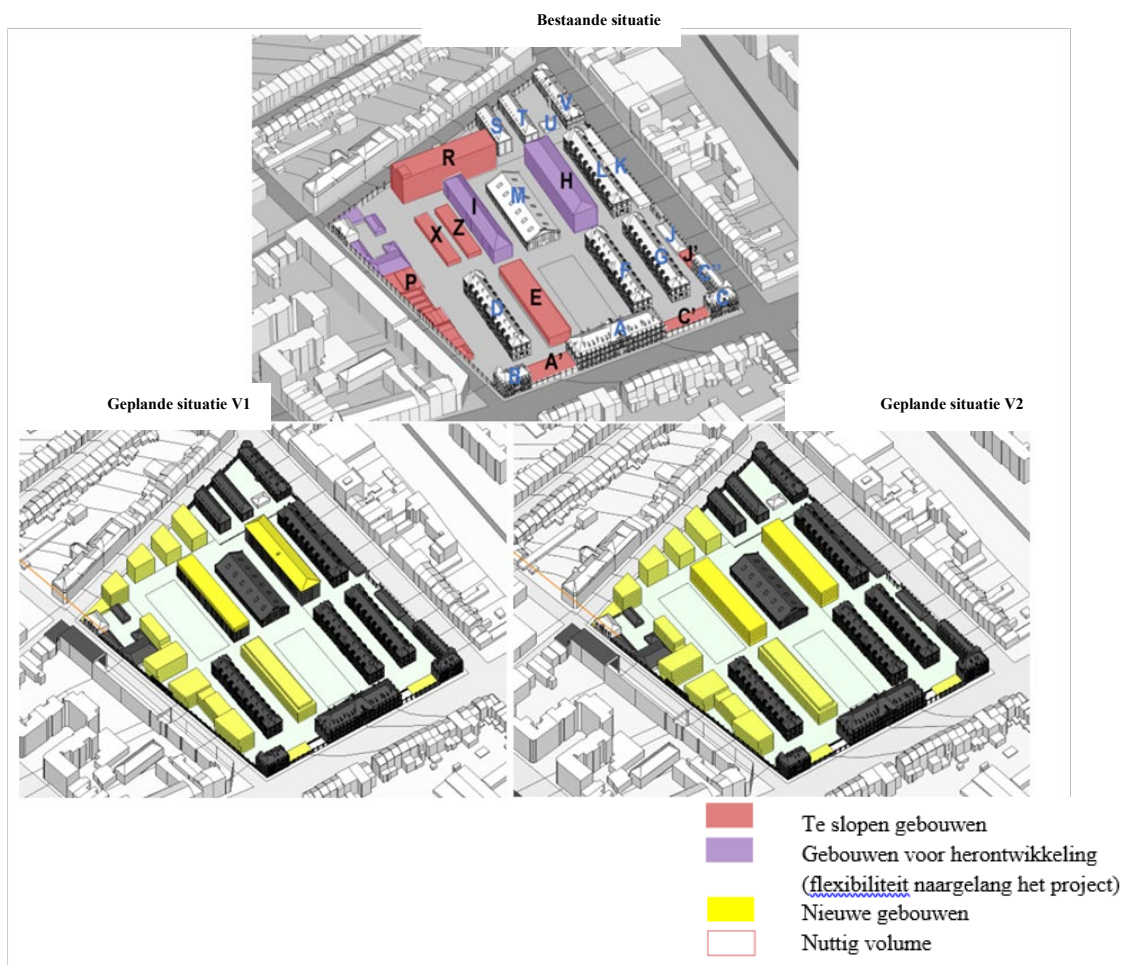 Bestaande situatie
V
S T U
R
L K
H
I
M
X Z
J
J'
P
F G C''
E
D
C
C'
A
A'
B
Geplande situatie V1
Geplande situatie V2
Te slopen gebouwen
Gebouwen voor herontwikkeling
(flexibiliteit naargelang het project)
Nieuwe gebouwen
Nuttig volume